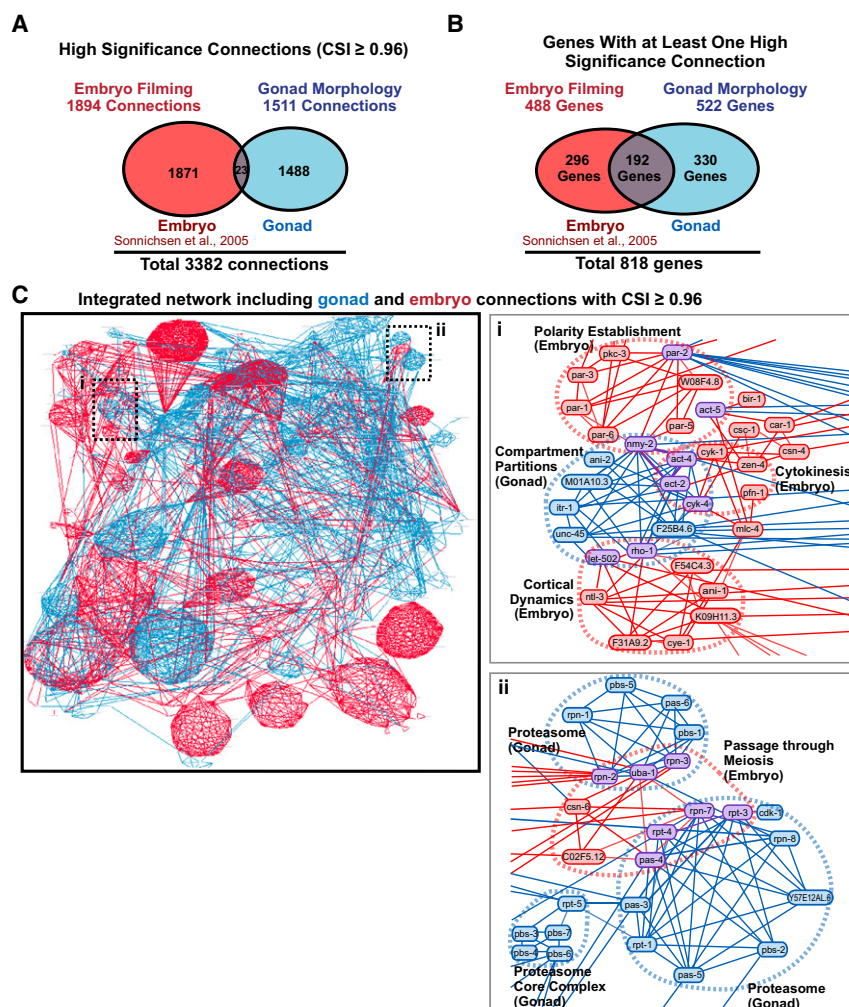 A
High Significance Connections (CSI ≥ 0.96)
Embryo Filming
1894 Connections
Gonad Morphology
1511 Connections
1871
23
1488
Embryo
Gonad
Sonnichsen et al., 2005
Total 3382 connections
B
Genes With at Least One High
Significance Connection
Embryo Filming
488 Genes
Gonad Morphology
522 Genes
296
Genes
192
Genes
330
Genes
Embryo
Gonad
Sonnichsen et al., 2005
Total 818 genes
C
Integrated network including gonad and embryo connections with CSI ≥ 0.96
i
ii
i
Polarity Establishment
(Embryo)
pkc-3
par-2
par-3
W08F4.8
par-1
act-5
bir-1
par-6
par-5
csc-1
car-1
nmy-2
cyk-1
csn-4
Compartment
Partitions
(Gonad)
ani-2
act-4
zen-4
Cytokinesis
(Embryo)
M01A10.3
ect-2
pfn-1
itr-1
cyk-4
unc-45
F25B4.6
mlc-4
rho-1
let-502
F54C4.3
Cortical
Dynamics
(Embryo)
ntl-3
ani-1
K09H11.3
F31A9.2
cye-1
ii
pbs-5
Proteasome
(Gonad)
rpn-1
pas-6
pbs-1
Passage through
Meiosis
(Embryo)
rpn-3
rpn-2
uba-1
csn-6
rpn-7
rpt-3
cdk-1
rpt-4
rpn-8
C02F5.12
pas-4
Y57E12AL.6
rpt-5
pas-3
pbs-3
pbs-7
rpt-1
pbs-2
pbs-4
pbs-6
pas-5
Proteasome
Core Complex
(Gonad)
Proteasome
(Gonad)